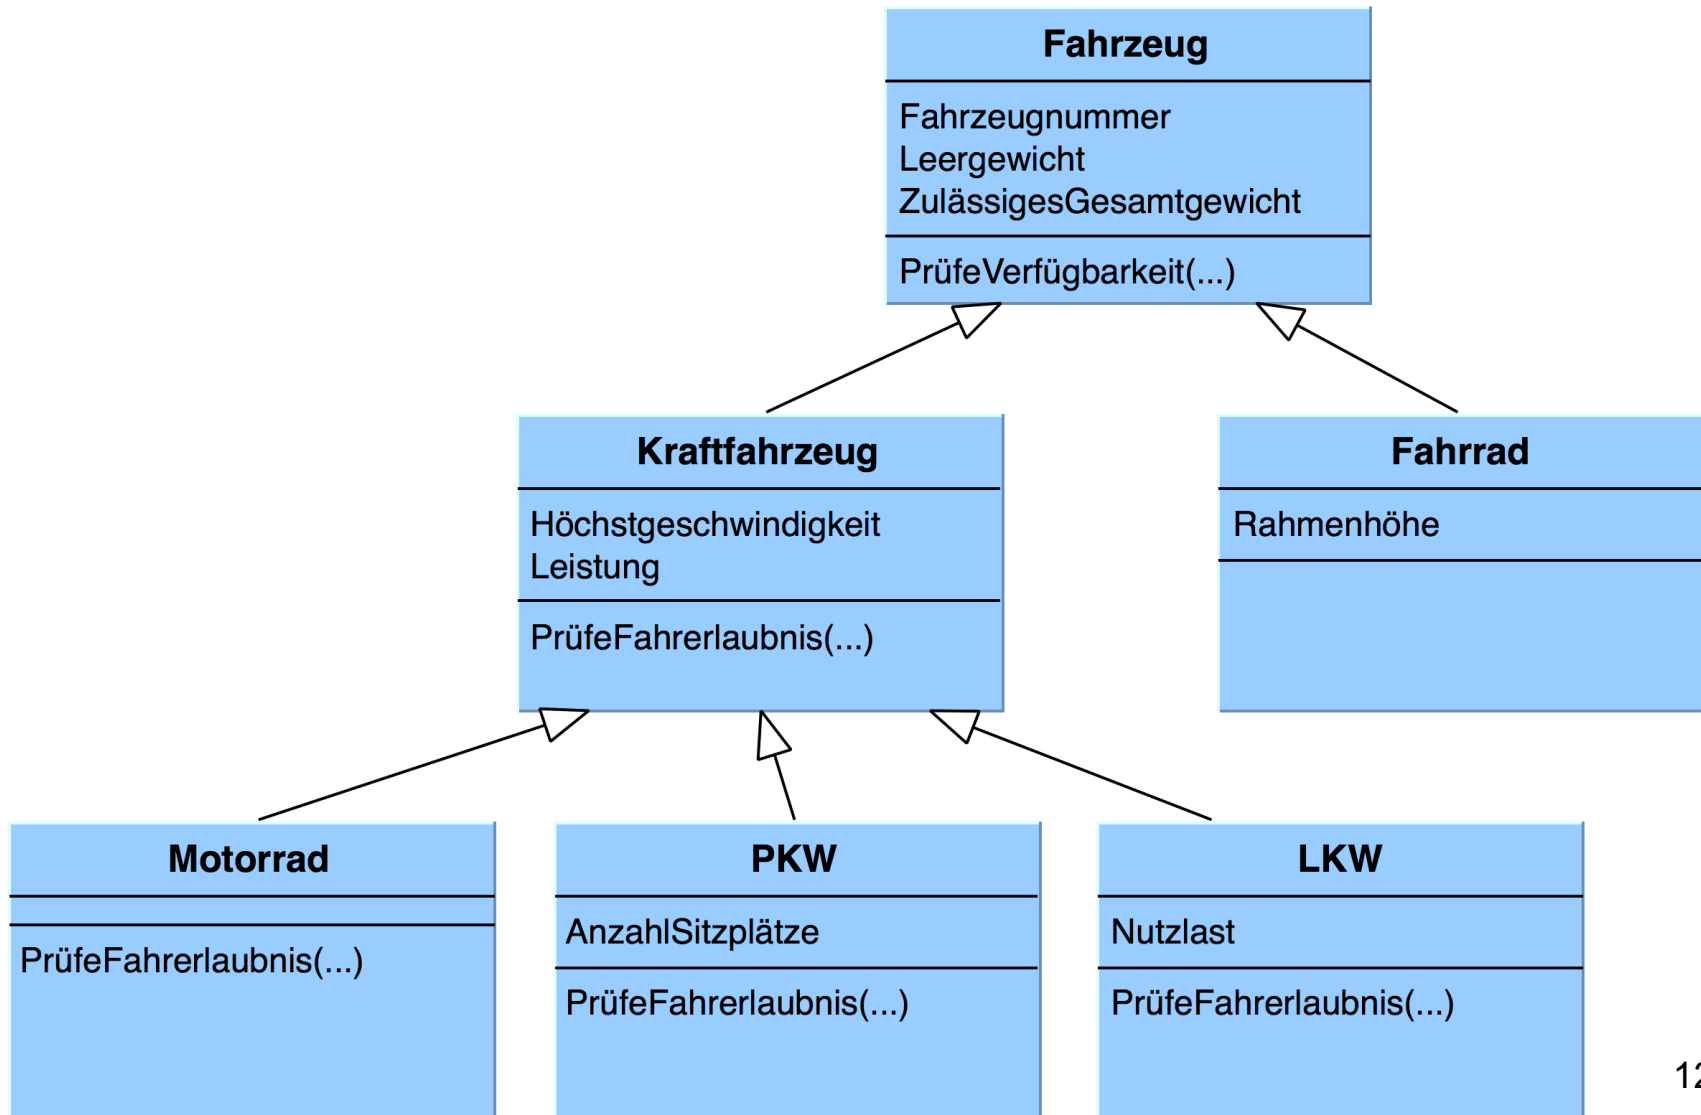 Fahrzeug
Fahrzeugnummer
Leergewicht
ZulässigesGesamtgewicht
PrüfeVerfügbarkeit(...)
Kraftfahrzeug
Höchstgeschwindigkeit
Leistung
PrüfeFahrerlaubnis(...)
Fahrrad
Rahmenhöhe
Motorrad
PrüfeFahrerlaubnis(...)
PKW
AnzahlSitzplätze
PrüfeFahrerlaubnis(...)
LKW
Nutzlast
PrüfeFahrerlaubnis(...)
12